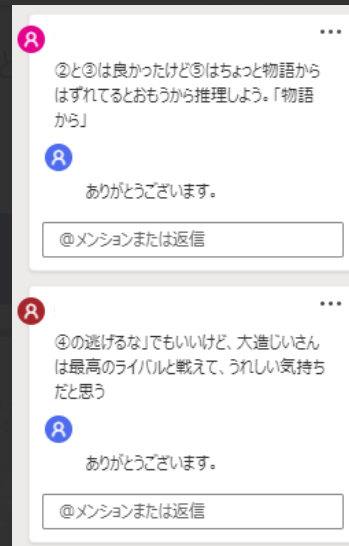 ②と③は良かったけど⑤はちょっと物語から
はずれてるとおもうから推理しよう。「物語
から」
ありがとうございます。
@メンションまたは返信
④の逃げるな」でもいいけど、大造じいさん
は最高のライバルと戦えて、うれしい気持ち
だと思う
ありがとうございます。
@メンションまたは返信